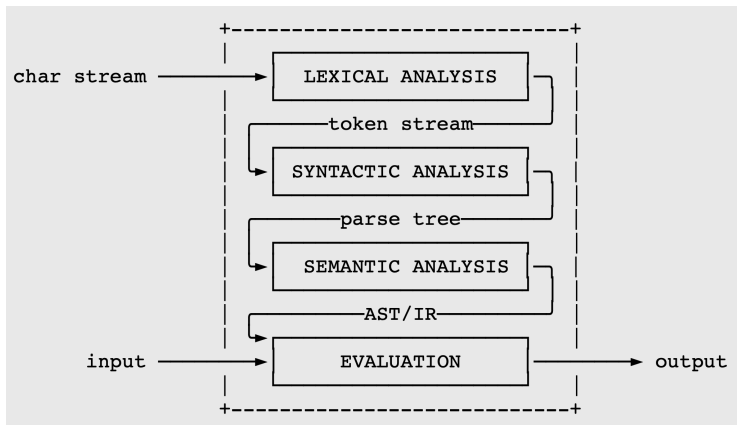 char stream
LEXICAL ANALYSIS
token stream
SYNTACTIC ANALYSIS
parse tree
SEMANTIC ANALYSIS
AST/IR
input
EVALUATION
output